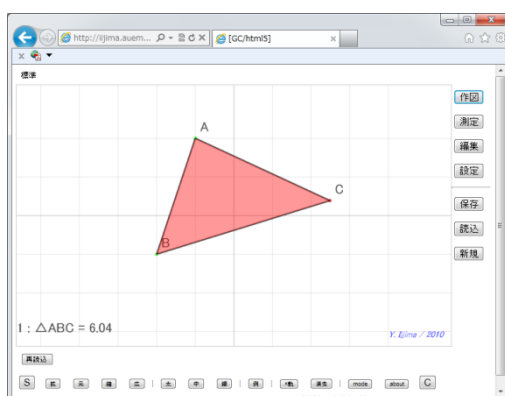 http://iijima.auem...
[GC/html5]
標準
作図
測定
編集
設定
保存
読込
新規
A
C
B
1 : △ABC = 6.04
Y. Iijima / 2010
再読込
S
mode
about
C